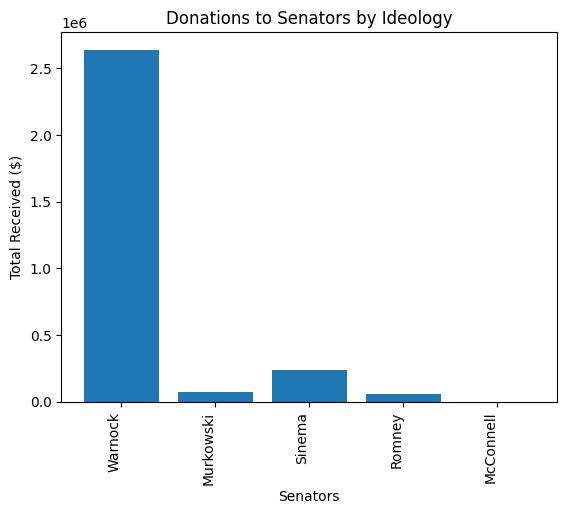 Donations to Senators by Ideology
1e6
2.5
2.0
1.5
1.0
0.5
0.0
Total Received ($)
Warnock
Murkowski
Sinema
Romney
McConnell
Senators